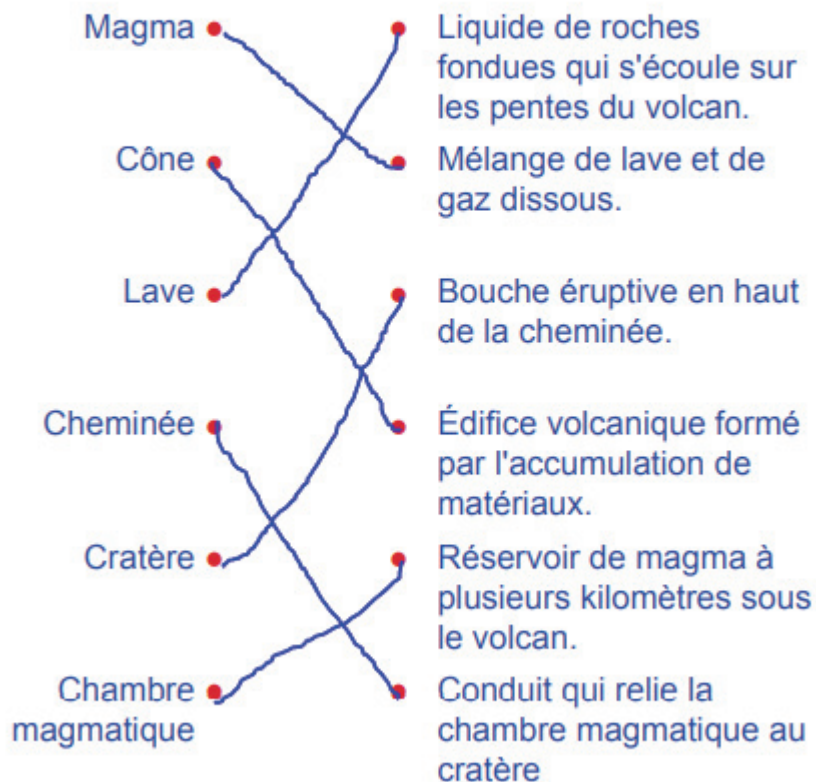 Magma
Liquide de roches
fondues qui s'écoule sur
les pentes du volcan.
Cône
Mélange de lave et de
gaz dissous.
Lave
Bouche éruptive en haut
de la cheminée.
Cheminée
Édifice volcanique formé
par l'accumulation de
matériaux.
Cratère
Réservoir de magma à
plusieurs kilomètres sous
le volcan.
Chambre
magmatique
Conduit qui relie la
chambre magmatique au
cratère